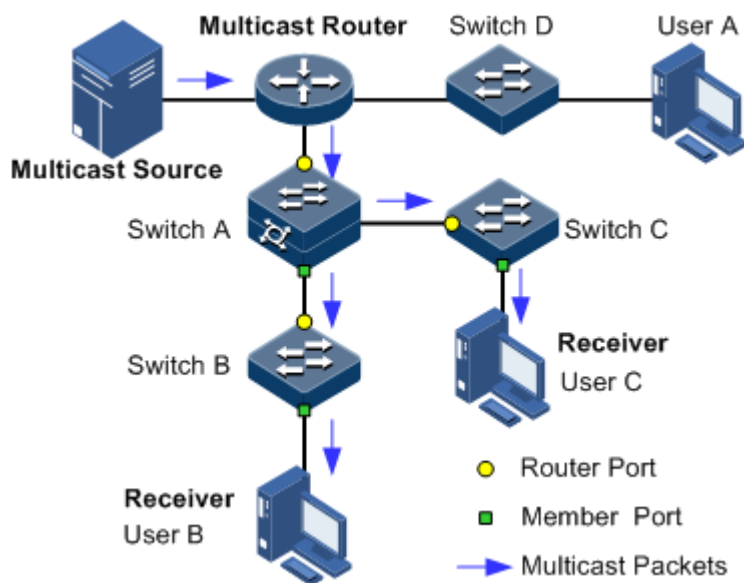 Multicast Router
Switch D
User A
Multicast Source
Switch A
Switch C
Switch B
Receiver
User C
Router Port
Receiver
User B
Member Port
Multicast Packets